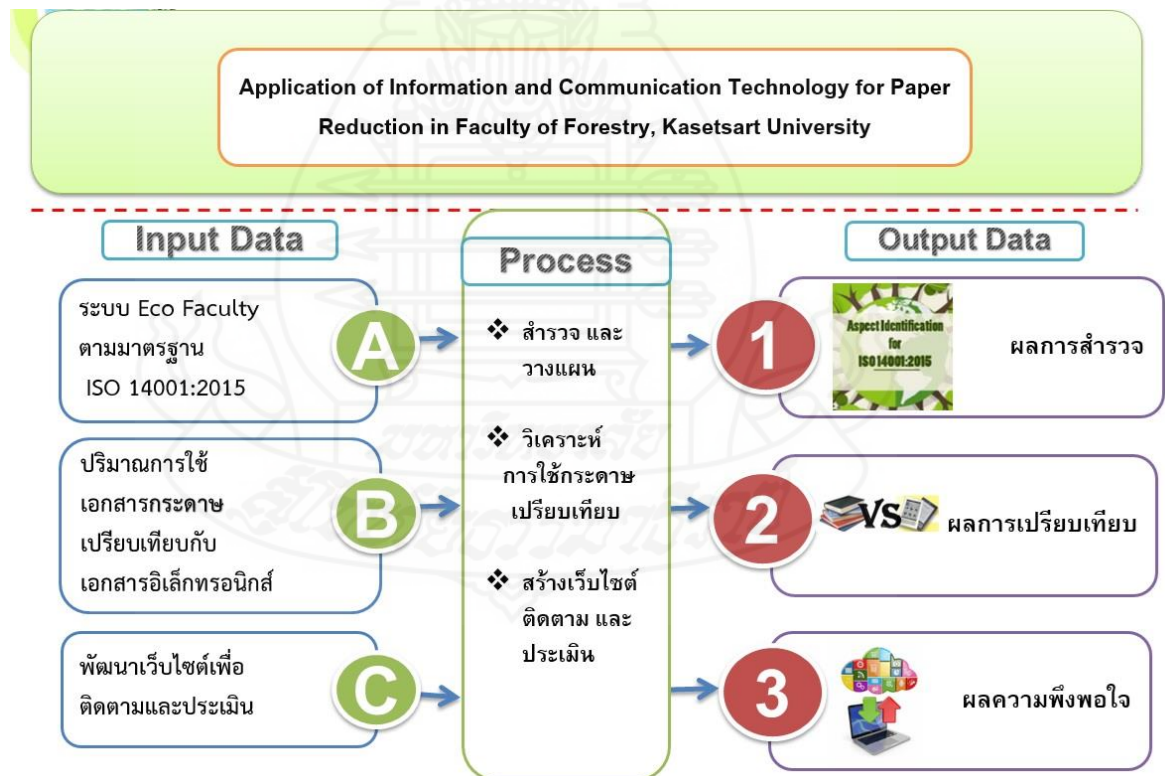 Application of Information and Communication Technology for Paper
Reduction in Faculty of Forestry, Kasetsart University
Input Data
ระบบ Eco Faculty
ตามมาตรฐาน
ISO 14001:2015
A
ปริมาณการใช้
เอกสารกระดาษ
เปรียบเทียบกับ
เอกสารอิเล็กทรอนิกส์
B
พัฒนาเว็บไซต์เพื่อ
ติดตามและประเมิน
C
Process
❖ สำรวจ และ
วางแผน
❖ วิเคราะห์
การใช้กระดาษ
เปรียบเทียบ
❖ สร้างเว็บไซต์
ติดตาม และ
ประเมิน
Output Data
1
Aspect Identification
for
ISO 14001:2015
ผลการสำรวจ
2
VS
ผลการเปรียบเทียบ
3
ผลความพึงพอใจ